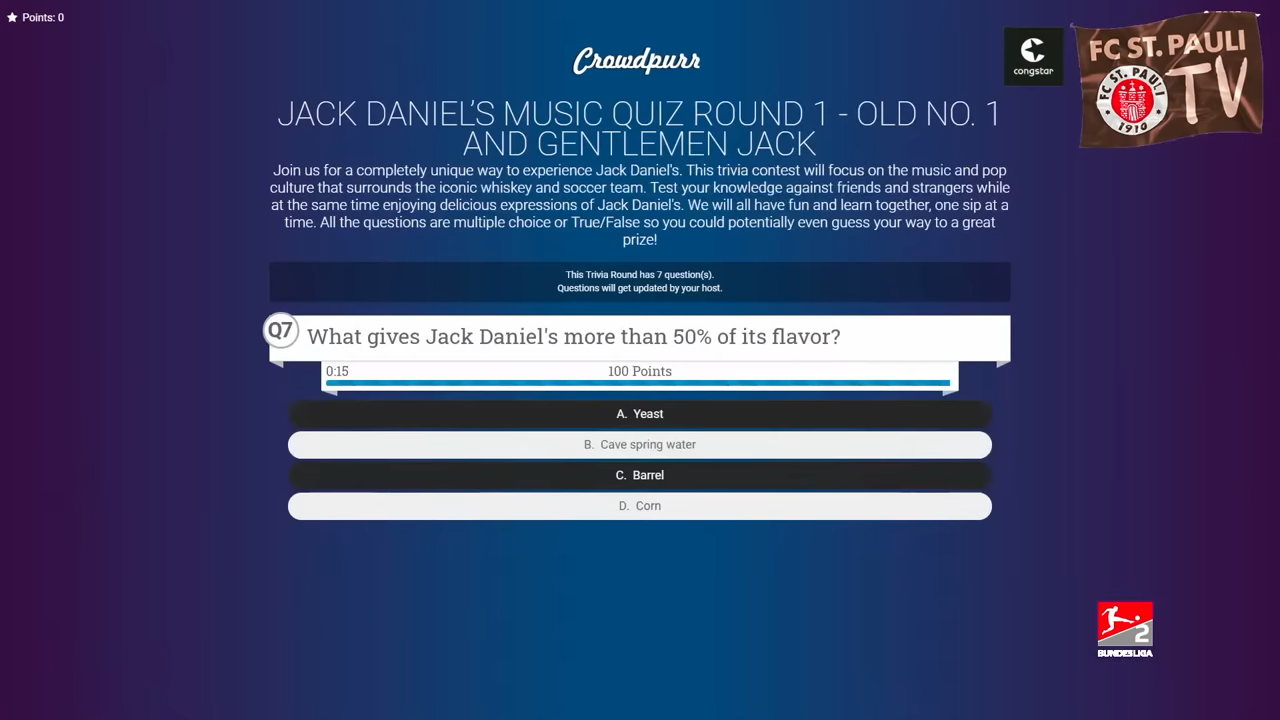 Points: 0
Crowdpurr
congstar
FC ST. PAULI
TV
FC ST. PAULI
1910
JACK DANIEL'S MUSIC QUIZ ROUND 1 - OLD NO. 1
AND GENTLEMEN JACK
Join us for a completely unique way to experience Jack Daniel's. This trivia contest will focus on the music and pop
culture that surrounds the iconic whiskey and soccer team. Test your knowledge against friends and strangers while
at the same time enjoying delicious expressions of Jack Daniel's. We will all have fun and learn together, one sip at a
time. All the questions are multiple choice or True/False so you could potentially even guess your way to a great
prize!
This Trivia Round has 7 question(s).
Questions will get updated by your host.
Q7 What gives Jack Daniel's more than 50% of its flavor?
0:15 100 Points
A. Yeast
B. Cave spring water
C. Barrel
D. Corn
2
BUNDESLIGA